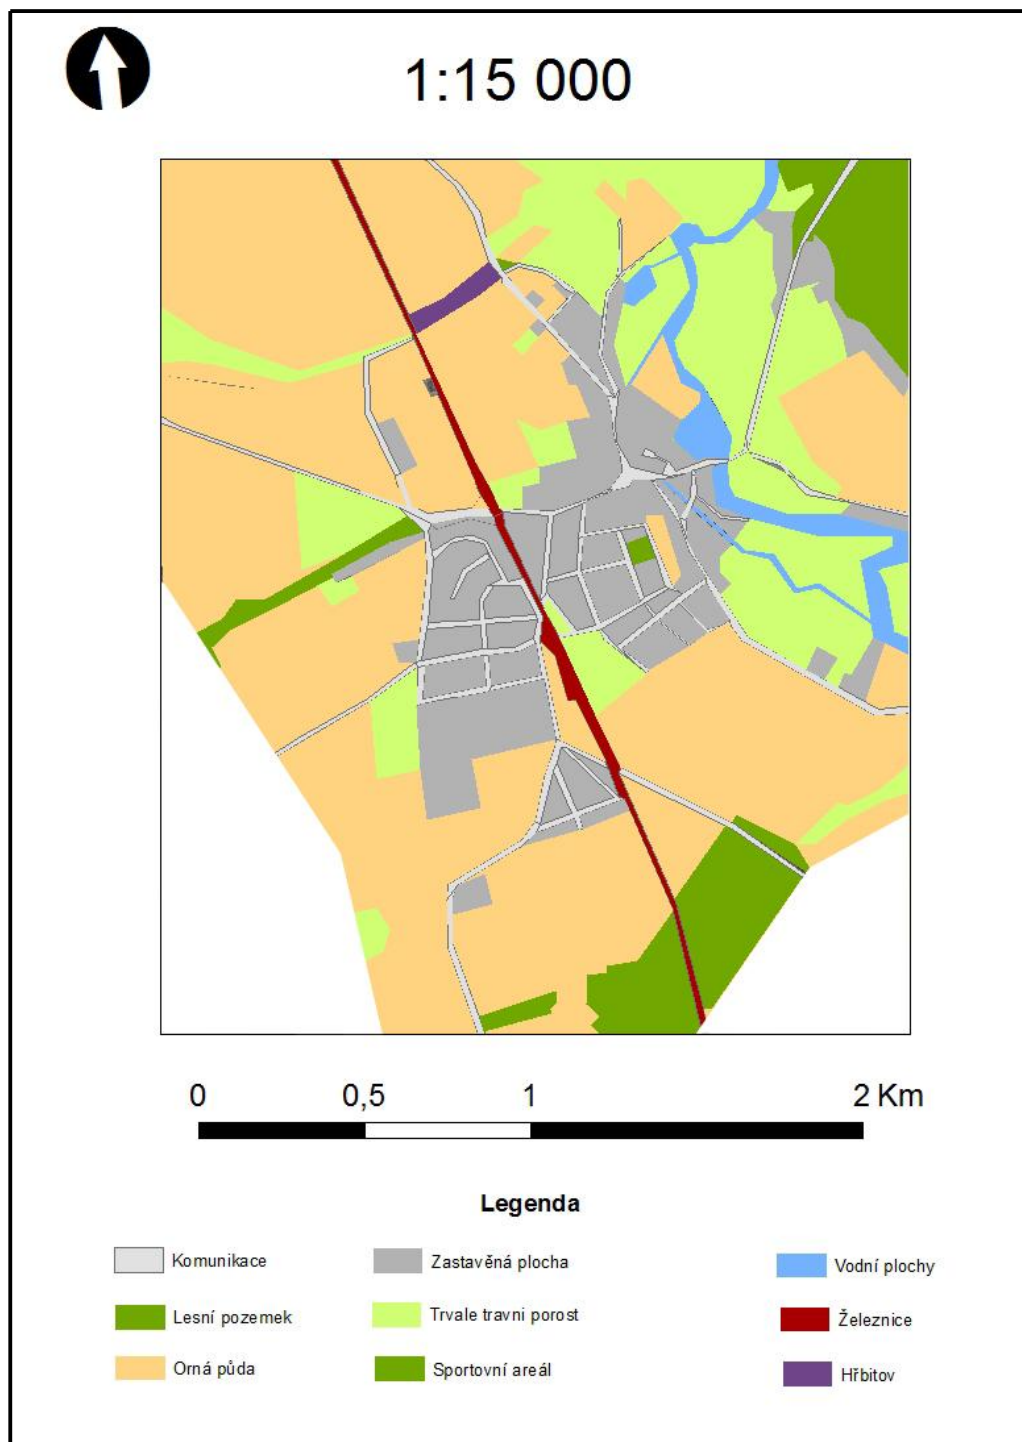 1:15 000
0 0,5 1 2 Km
Legenda
Komunikace Zastavěná plocha Vodní plochy
Lesní pozemek Trvale travni porost Železnice
Orná půda Sportovní areál Hřbitov